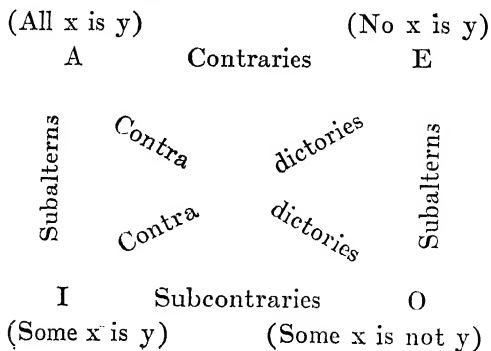 (All x is y) (No x is y)
A Contraries E
Subalterns Contra dictories Subalterns
Contra dictories
I Subcontraries O
(Some x is y) (Some x is not y)